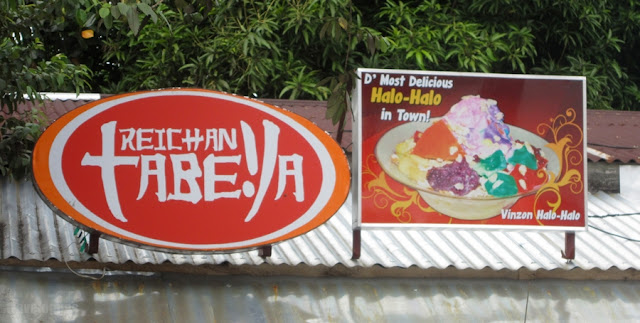 REICHAN
TABE!YA
D' Most Delicious
Halo-Halo
in Town!
Vinzon Halo-Halo